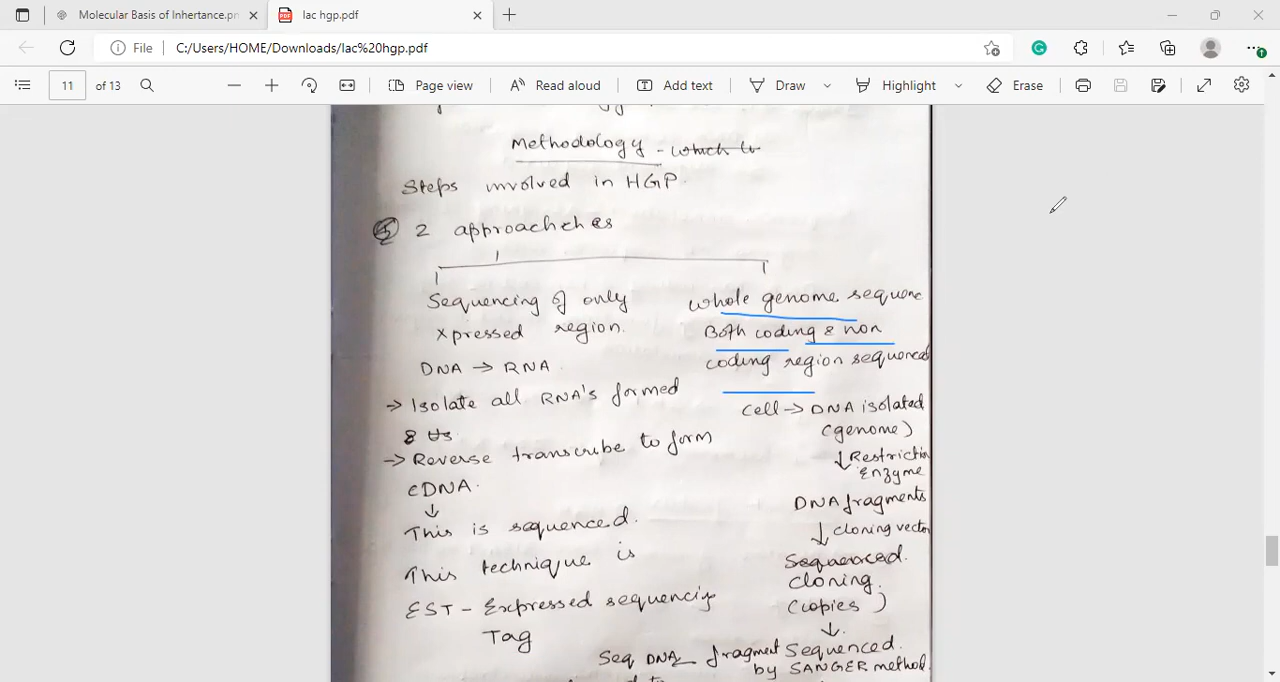 Molecular Basis of Inhertance.pr
lac hgp.pdf
File
C:/Users/HOME/Downloads/lac%20hgp.pdf
11 of 13
Page view
Read aloud
Add text
Draw
Highlight
Erase
Methodology - which
Steps involved in HGP.
2 approachches
Sequencing of only
xpressed region.
DNA → RNA
→ Isolate all RNA's formed
&
→ Reverse transcribe to form
cDNA.
↓
This is sequenced.
This technique is
EST - Expressed sequencing
Tag
whole genome sequenc
Both coding & non
coding region sequenced
cell → DNA isolated
(genome)
↓ Restrictio
Enzyme
DNA fragments
↓ cloning vector
Sequenced.
cloning.
(copies)
↓
Seq DNA fragment Sequenced.
by SANGER method.